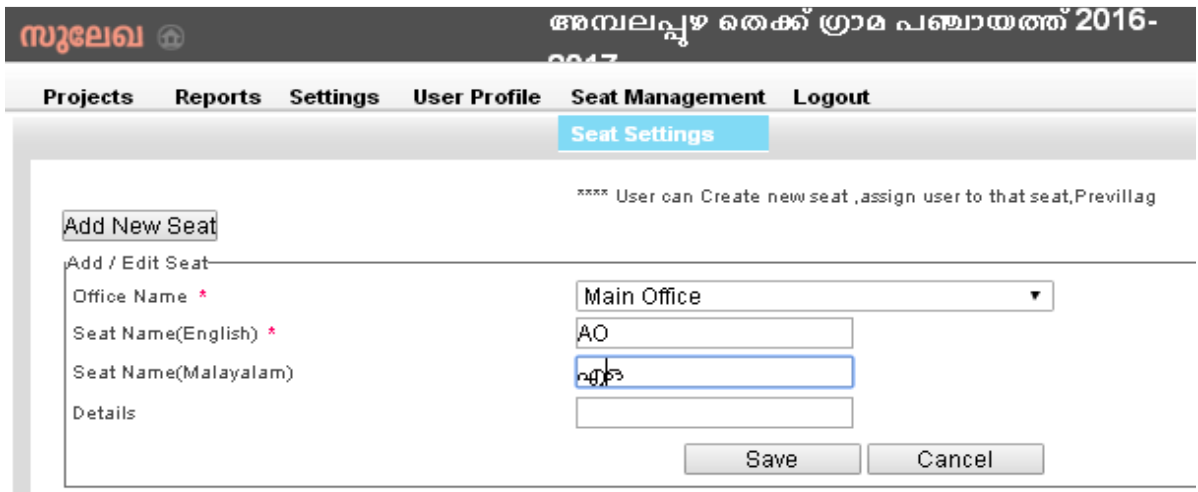 സുലേഖ
അമ്പലപ്പുഴ തെക്ക് ഗ്രാമ പഞ്ചായത്ത് 2016-
2017
Projects Reports Settings User Profile Seat Management Logout
Seat Settings
**** User can Create new seat ,assign user to that seat,Previllag
Add New Seat
Add / Edit Seat
Office Name * Main Office
Seat Name(English) * AO
Seat Name(Malayalam) എഒ
Details
Save Cancel